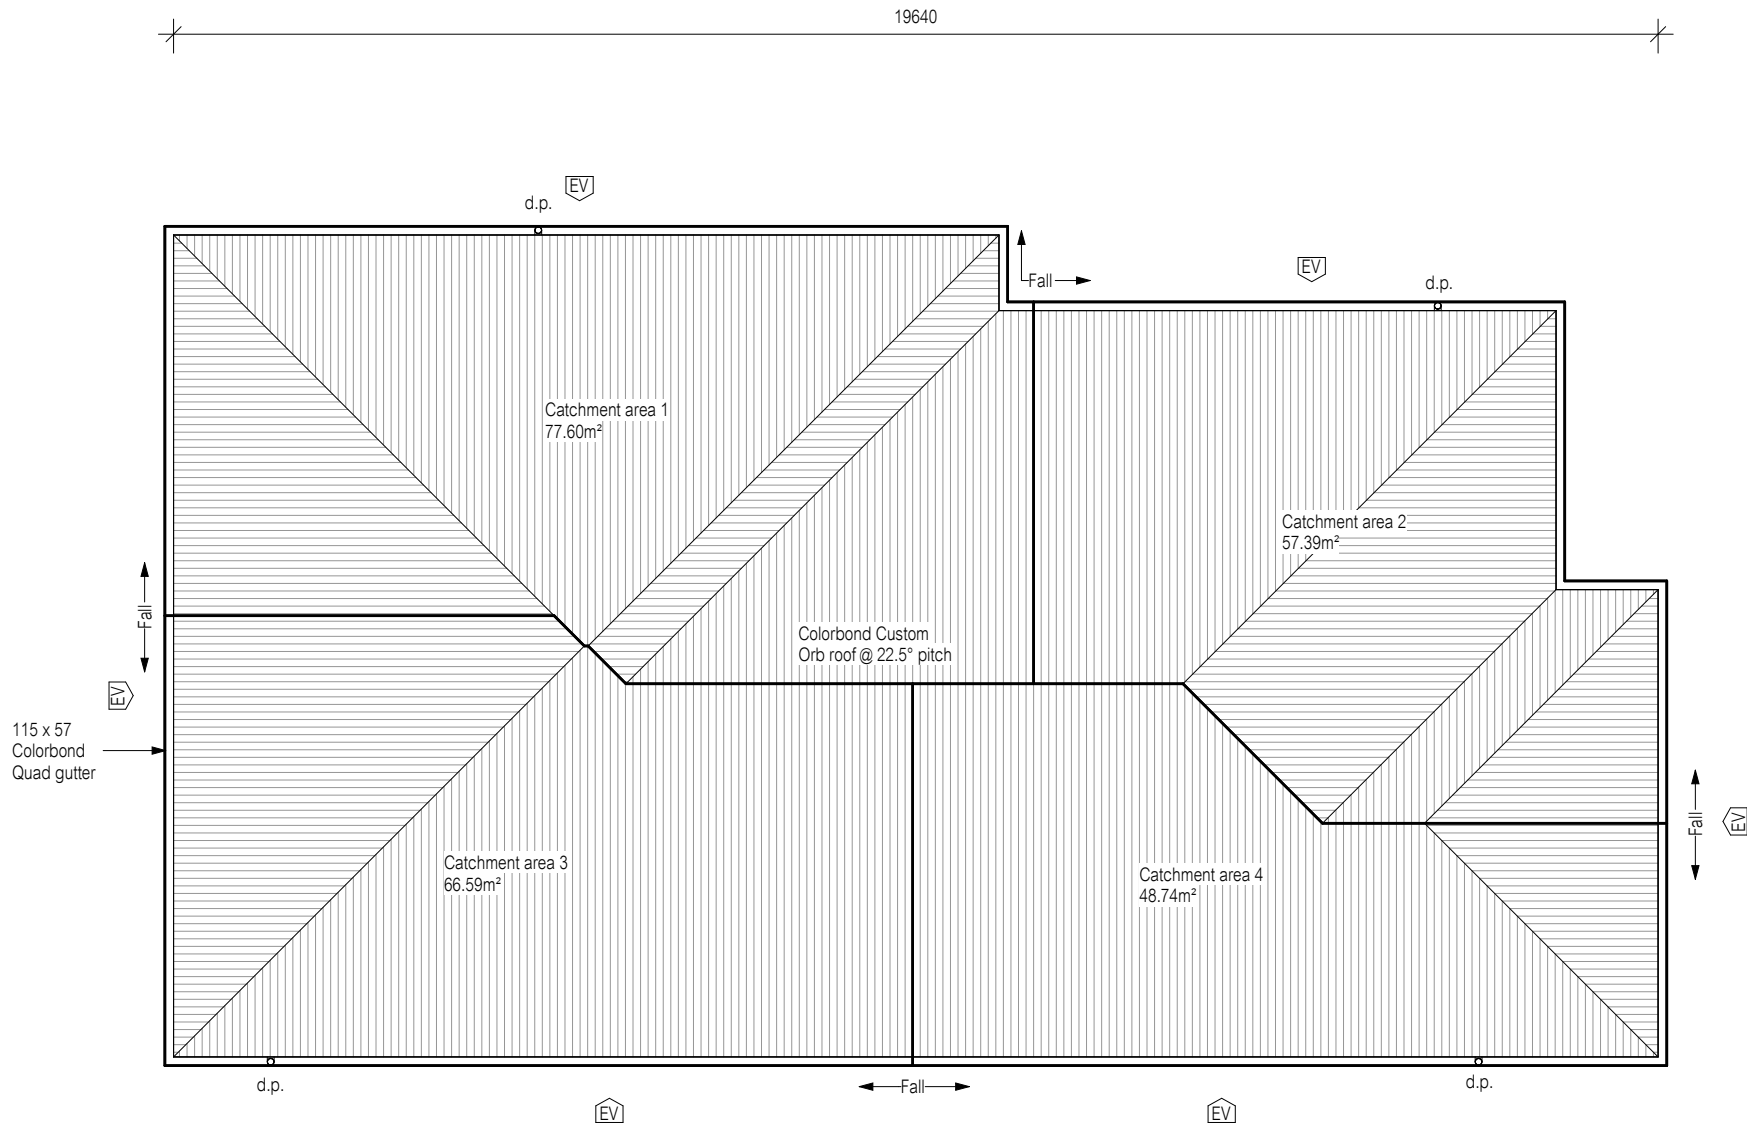 19640
EV
d.p.
EV
Fall
d.p.
Catchment area 1
77.60m²
Catchment area 2
57.39m²
Fall
Colorbond Custom
Orb roof @ 22.5° pitch
EV
115 x 57
Colorbond
Quad gutter
Fall
EV
Catchment area 3
66.59m²
Catchment area 4
48.74m²
d.p.
Fall
d.p.
EV
EV